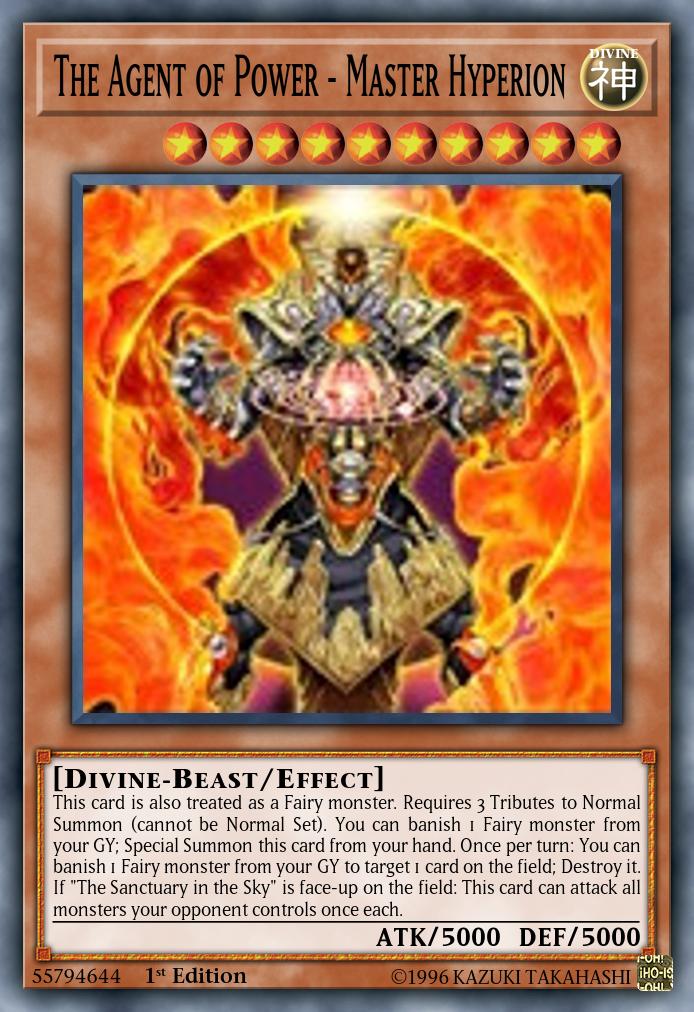 The Agent of Power - Master Hyperion
DIVINE
神
[Divine-Beast/Effect]
This card is also treated as a Fairy monster. Requires 3 Tributes to Normal
Summon (cannot be Normal Set). You can banish 1 Fairy monster from
your GY; Special Summon this card from your hand. Once per turn: You can
banish 1 Fairy monster from your GY to target 1 card on the field; Destroy it.
If "The Sanctuary in the Sky" is face-up on the field: This card can attack all
monsters your opponent controls once each.
ATK/5000 DEF/5000
55794644 1st Edition ©1996 KAZUKI TAKAHASHI